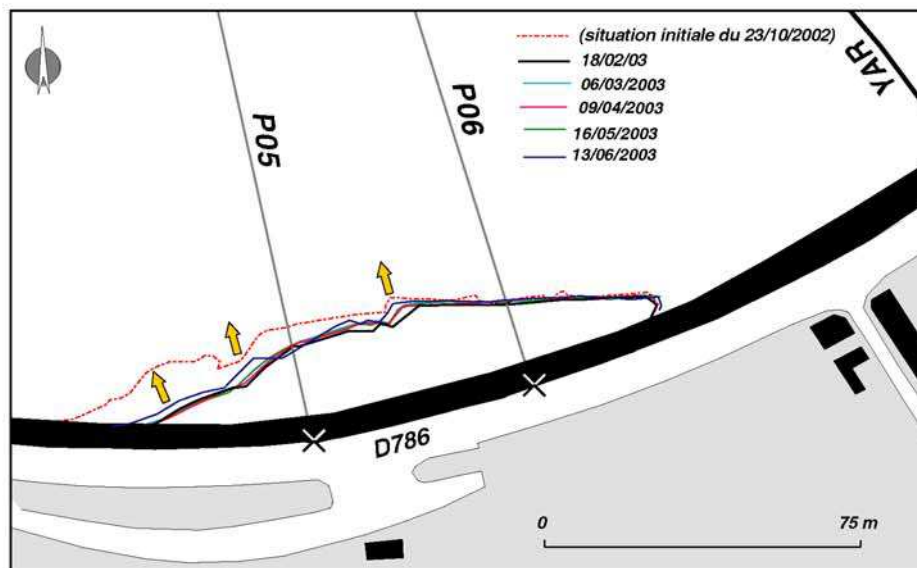 (situation initiale du 23/10/2002)
18/02/03
06/03/2003
09/04/2003
16/05/2003
13/06/2003
YAR
P05
P06
D786
0 75 m